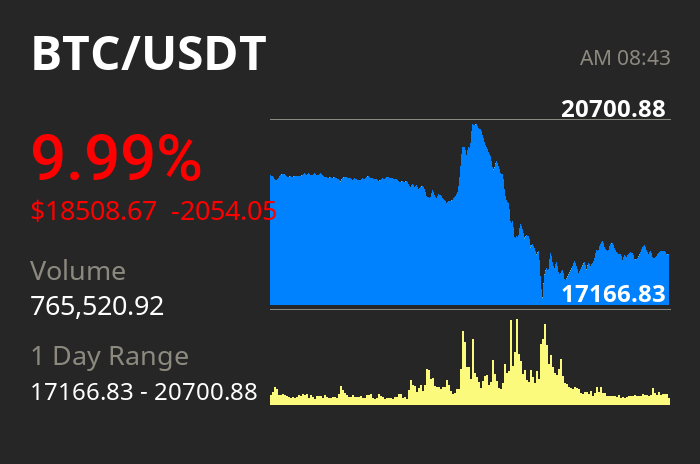 BTC/USDT
AM 08:43
20700.88
9.99%
$18508.67 -2054.05
Volume
765,520.92
17166.83
1 Day Range
17166.83 - 20700.88